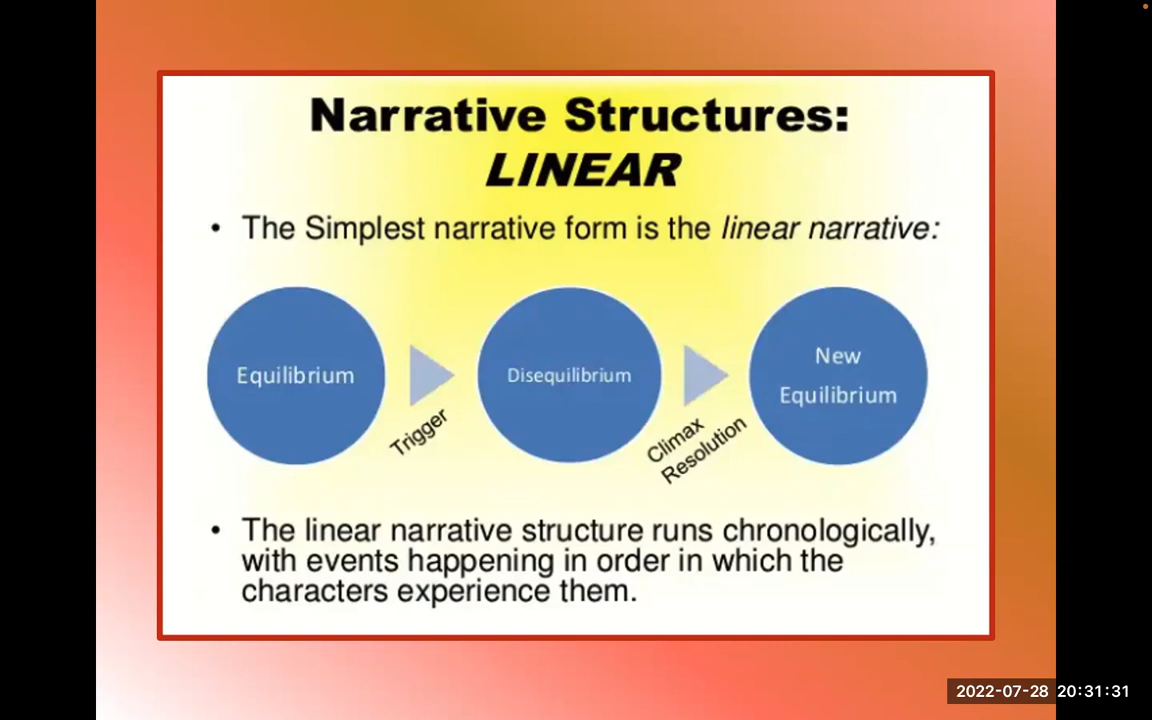 Narrative Structures:
LINEAR
• The Simplest narrative form is the linear narrative:
Equilibrium
Trigger
Disequilibrium
Climax
Resolution
New
Equilibrium
• The linear narrative structure runs chronologically,
with events happening in order in which the
characters experience them.
2022-07-28 20:31:31